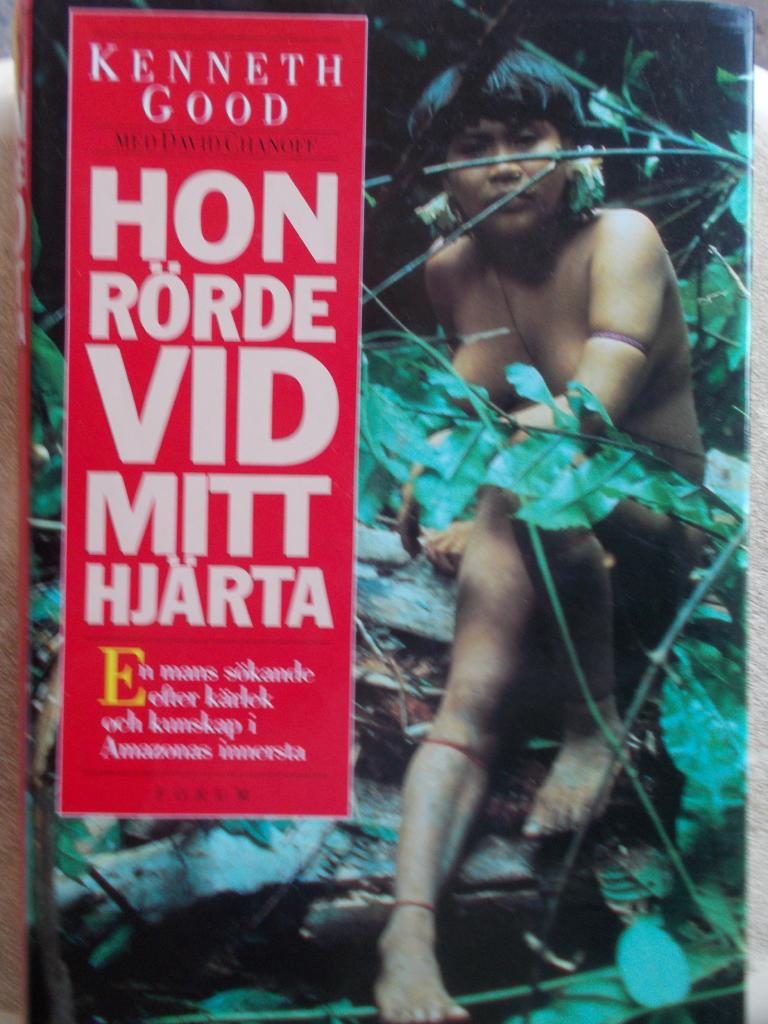 KENNETH
GOOD
MED DAVID CHANOFF
HON
RÖRDE
VID
MITT
HJÄRTA
En mans sökande
efter kärlek
och kunskap i
Amazonas innersta
FORUM